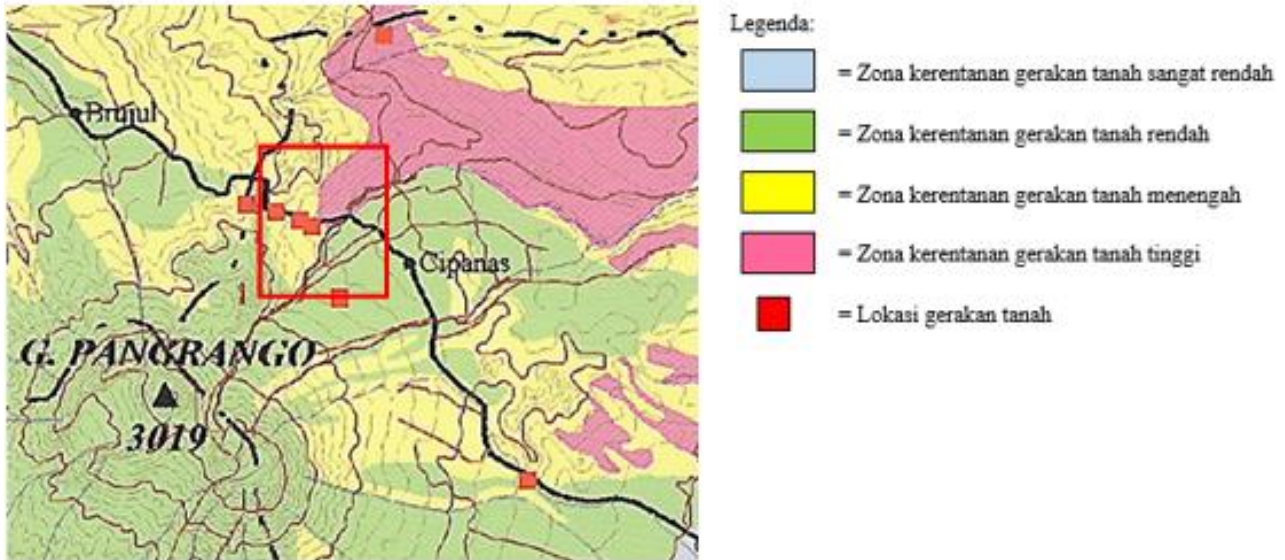 Brujul
Cipanas
G. PANGRANGO
3019
Legenda:
= Zona kerentanan gerakan tanah sangat rendah
= Zona kerentanan gerakan tanah rendah
= Zona kerentanan gerakan tanah menengah
= Zona kerentanan gerakan tanah tinggi
= Lokasi gerakan tanah